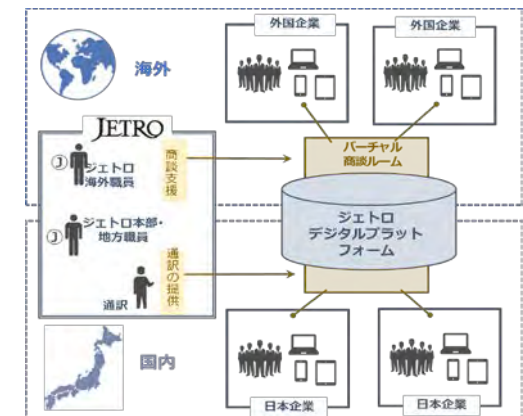 外国企業
外国企業
海外
JETRO
Ⓙ
ジェトロ
海外職員
商談支援
バーチャル
商談ルーム
Ⓙ
ジェトロ本部・
地方職員
ジェトロ
デジタルプラット
フォーム
通訳の提供
通訳
国内
日本企業
日本企業